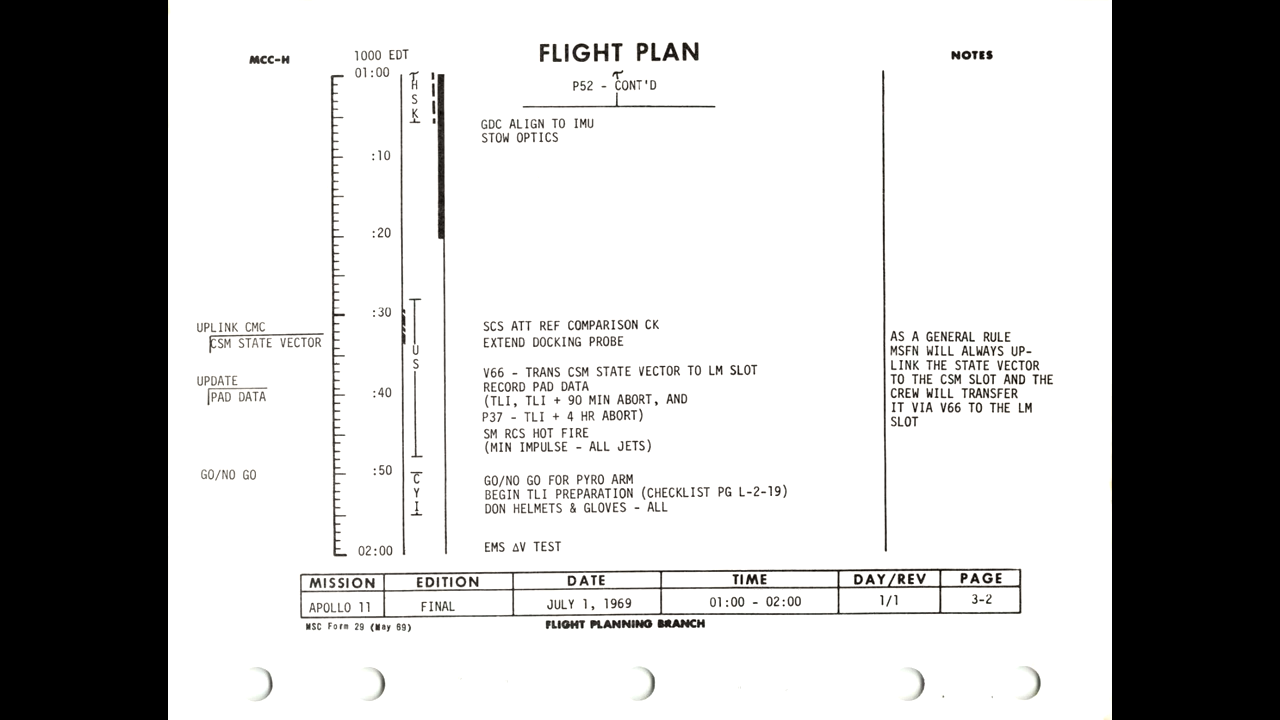 MCC-H
1000 EDT
FLIGHT PLAN
NOTES
01:00
HSK
P52 - CONT'D
GDC ALIGN TO IMU
STOW OPTICS
:10
:20
:30
UPLINK CMC
CSM STATE VECTOR
US
SCS ATT REF COMPARISON CK
EXTEND DOCKING PROBE
AS A GENERAL RULE
MSFN WILL ALWAYS UP-
LINK THE STATE VECTOR
TO THE CSM SLOT AND THE
CREW WILL TRANSFER
IT VIA V66 TO THE LM
SLOT
UPDATE
PAD DATA
:40
V66 - TRANS CSM STATE VECTOR TO LM SLOT
RECORD PAD DATA
(TLI, TLI + 90 MIN ABORT, AND
P37 - TLI + 4 HR ABORT)
SM RCS HOT FIRE
(MIN IMPULSE - ALL JETS)
GO/NO GO
:50
CYI
GO/NO GO FOR PYRO ARM
BEGIN TLI PREPARATION (CHECKLIST PG L-2-19)
DON HELMETS & GLOVES - ALL
02:00
EMS ΔV TEST
MISSION EDITION DATE TIME DAY/REV PAGE
APOLLO 11 FINAL JULY 1, 1969 01:00 - 02:00 1/1 3-2
MSC Form 29 (May 69)
FLIGHT PLANNING BRANCH